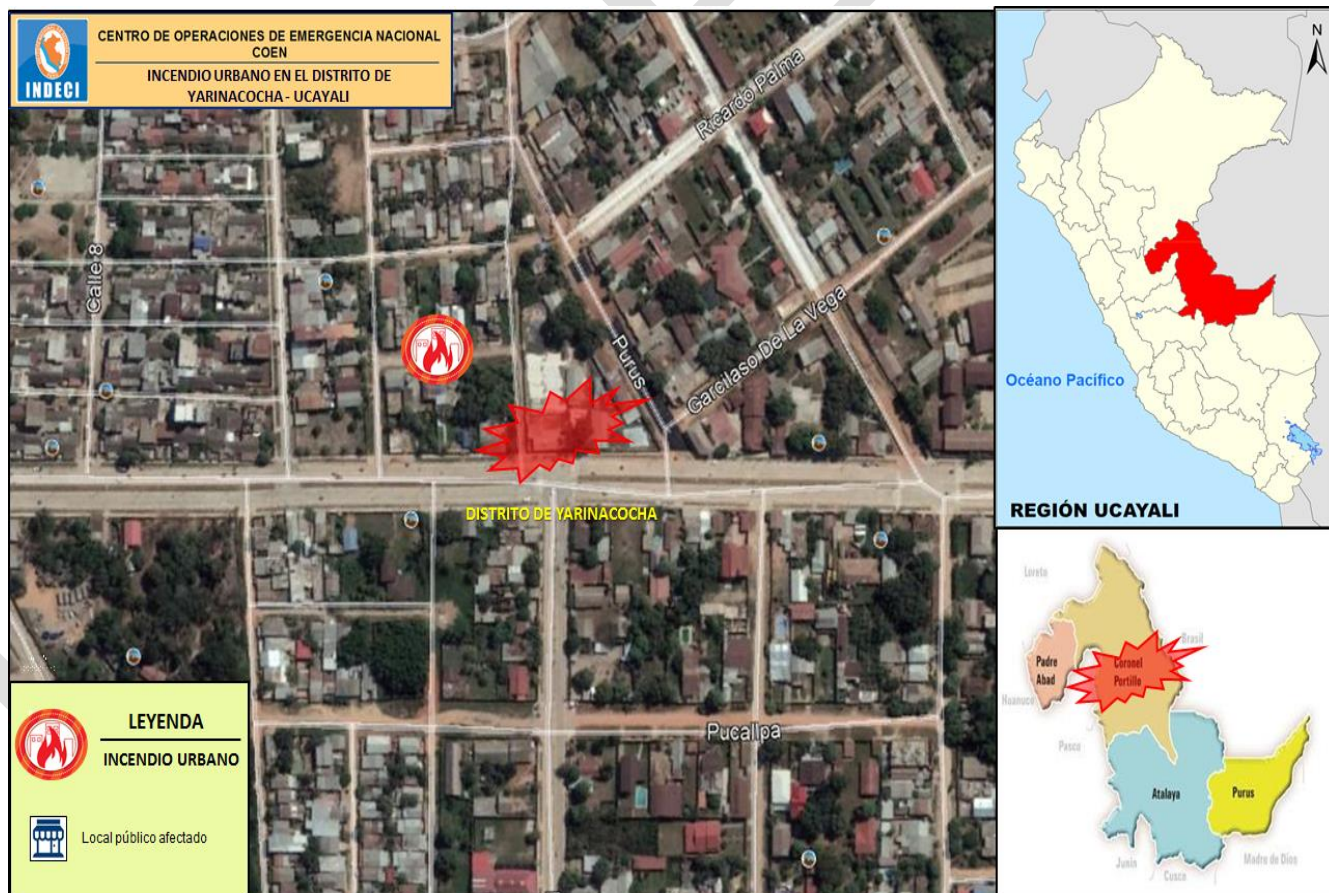 INDECI
CENTRO DE OPERACIONES DE EMERGENCIA NACIONAL
COEN
INCENDIO URBANO EN EL DISTRITO DE
YARINACOCHA - UCAYALI
Calle 8
Ricardo Palma
Purus
Garcilaso De La Vega
DISTRITO DE YARINACOCHA
Pucallpa
LEYENDA
INCENDIO URBANO
Local público afectado
N
Océano Pacífico
REGIÓN UCAYALI
Loreto
Brasil
Padre
Abad
Coronel
Portillo
Huanuco
Pasco
Atalaya
Purus
Junin
Cusco
Madre de Dios